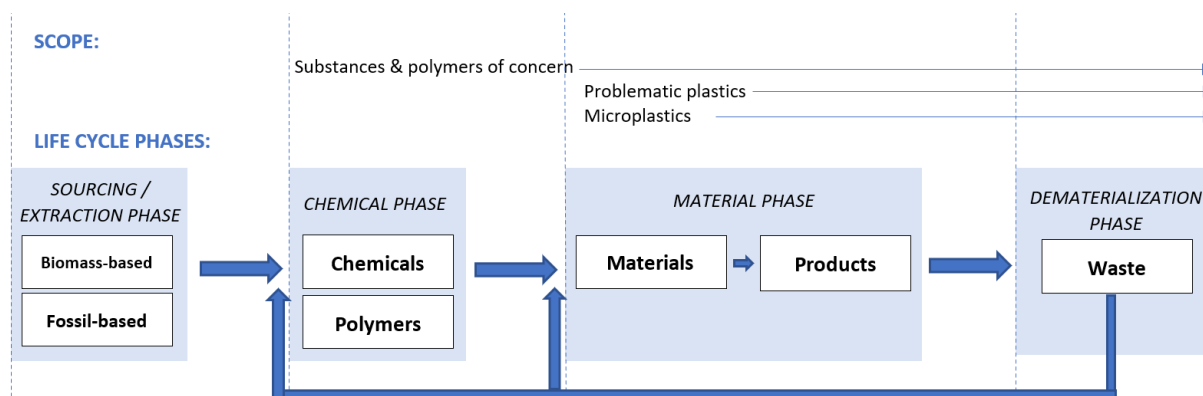 SCOPE:
Substances & polymers of concern
Problematic plastics
Microplastics
LIFE CYCLE PHASES:
SOURCING /
EXTRACTION PHASE
Biomass-based
Fossil-based
CHEMICAL PHASE
Chemicals
Polymers
MATERIAL PHASE
Materials
Products
DEMATERIALIZATION
PHASE
Waste